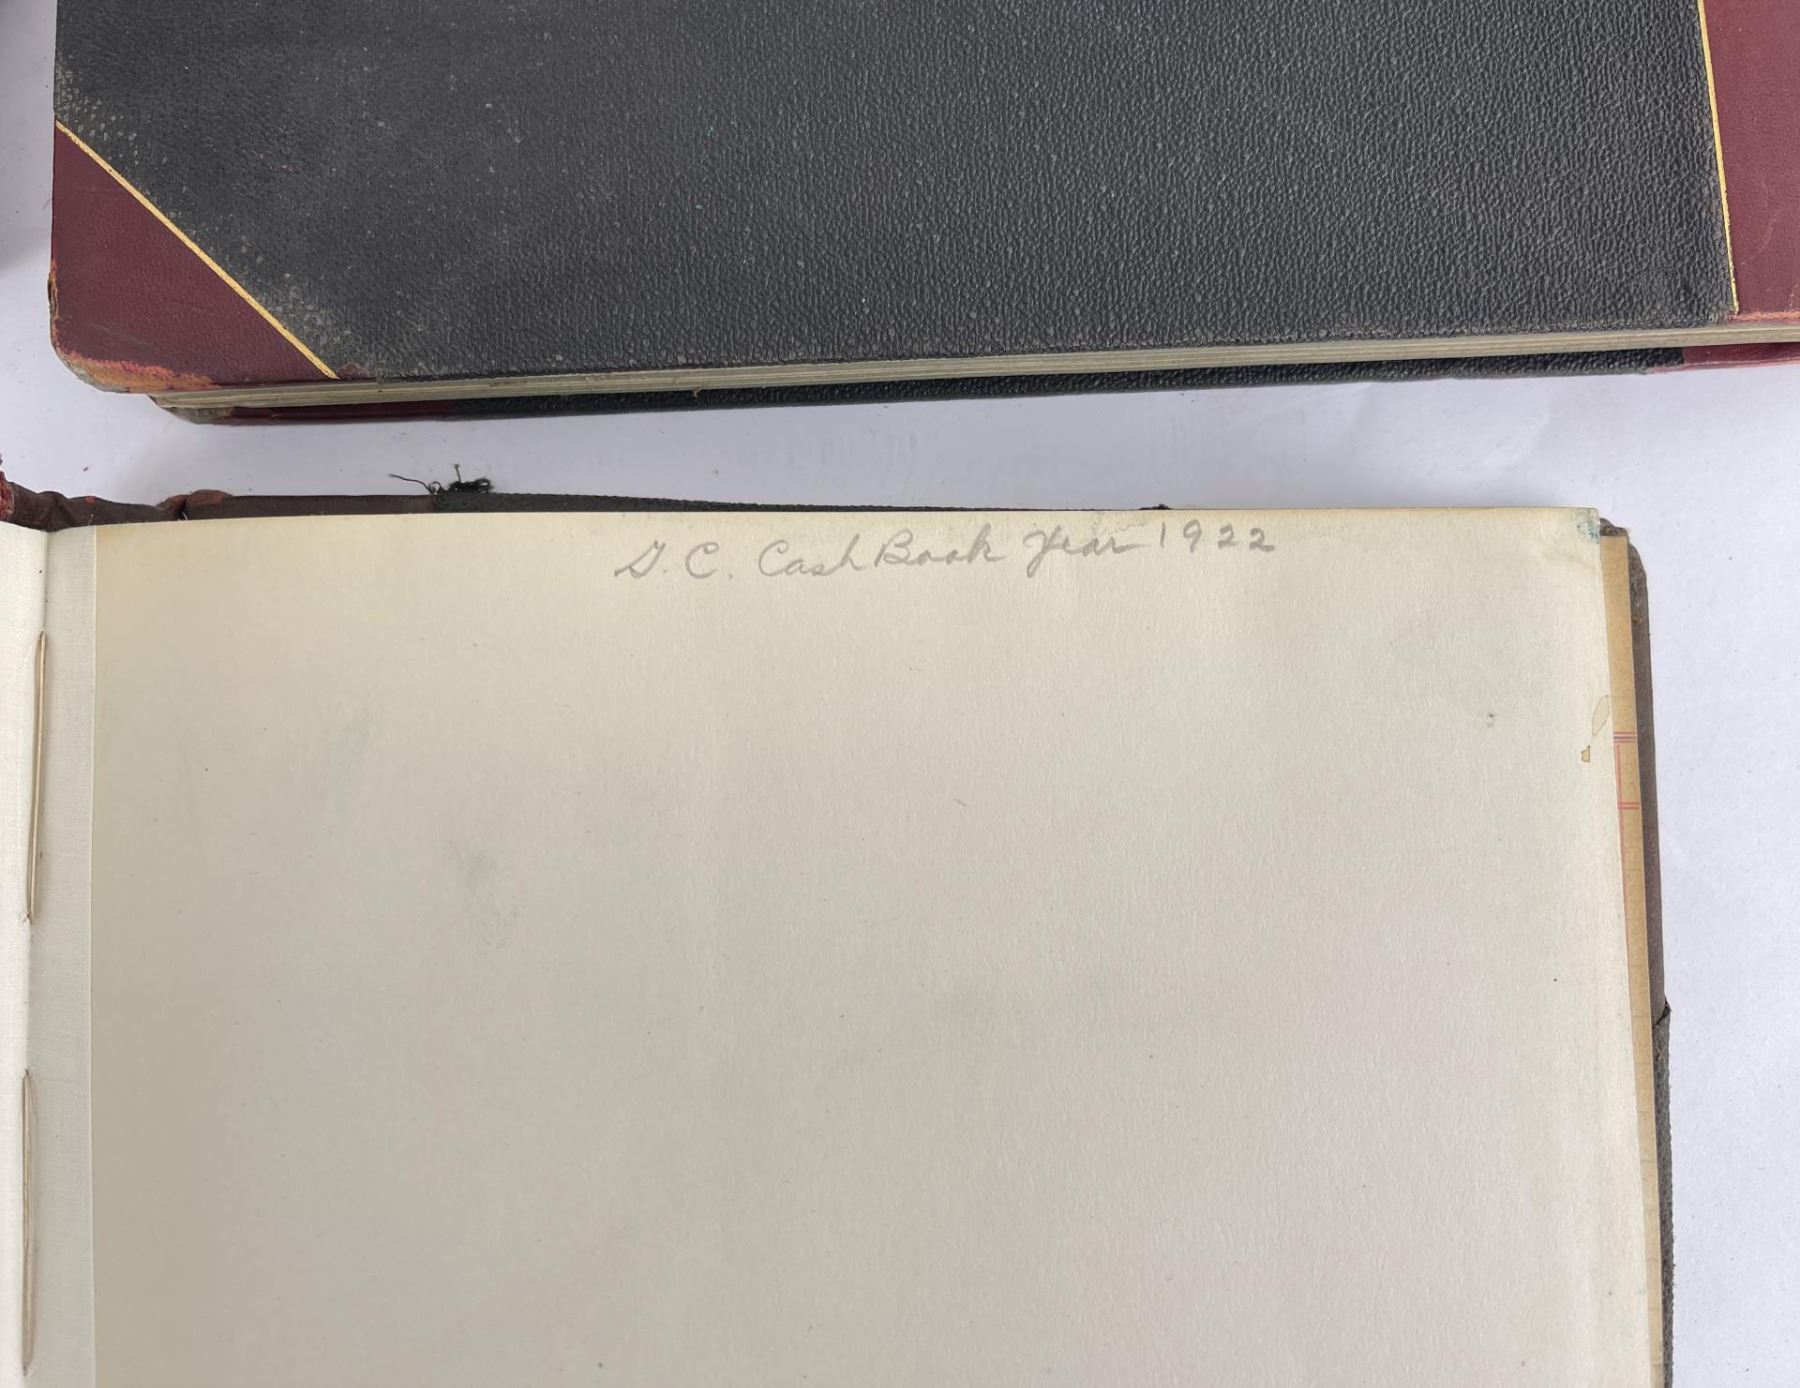 G. C. Cash Book Year 1922